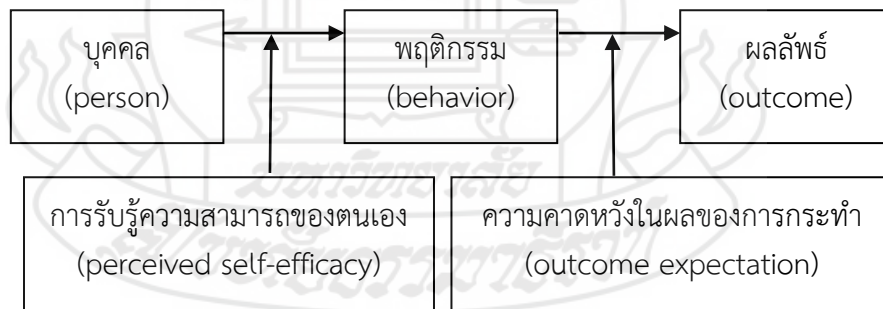 บุคคล
(person)
พฤติกรรม
(behavior)
ผลลัพธ์
(outcome)
การรับรู้ความสามารถของตนเอง
(perceived self-efficacy)
ความคาดหวังในผลของการกระทำ
(outcome expectation)